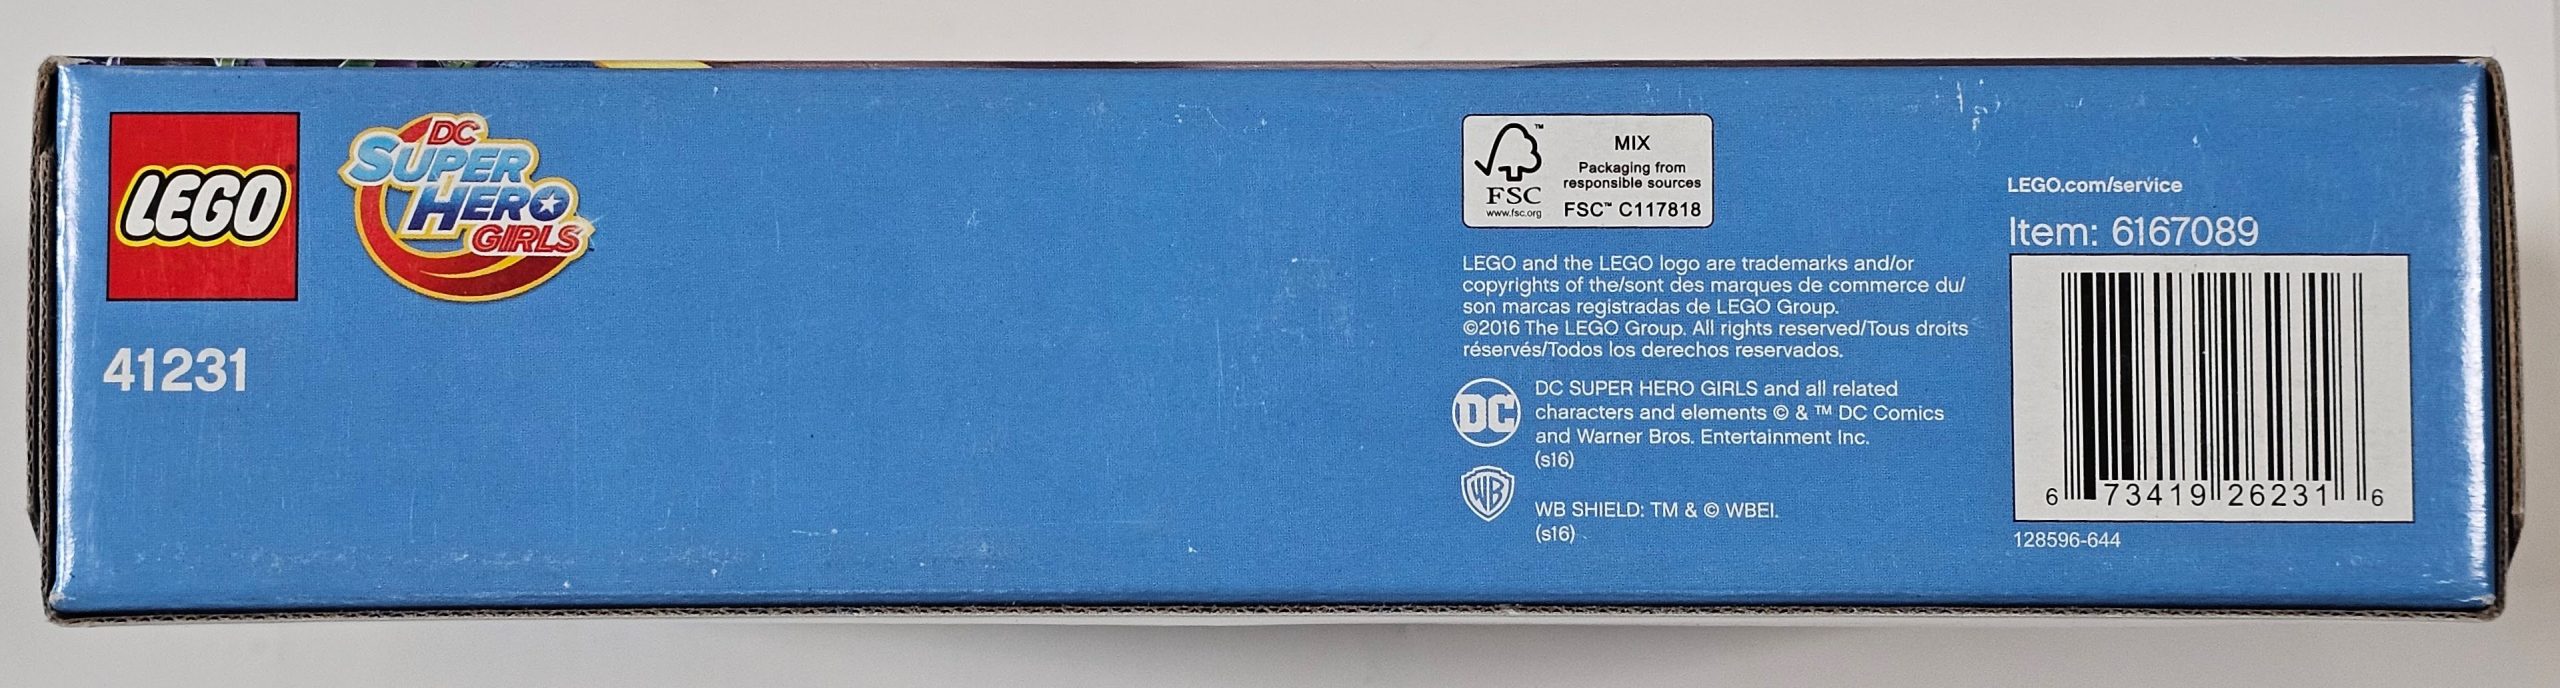 LEGO
DC
SUPER
HERO
GIRLS
41231
FSC
www.fsc.org
MIX
Packaging from
responsible sources
FSC™ C117818
LEGO and the LEGO logo are trademarks and/or
copyrights of the/sont des marques de commerce du/
son marcas registradas de LEGO Group.
©2016 The LEGO Group. All rights reserved/Tous droits
réservés/Todos los derechos reservados.
DC
DC SUPER HERO GIRLS and all related
characters and elements © & ™ DC Comics
and Warner Bros. Entertainment Inc.
(s16)
WB
WB SHIELD: TM & © WBEI.
(s16)
LEGO.com/service
Item: 6167089
6 73419 26231 6
128596-644